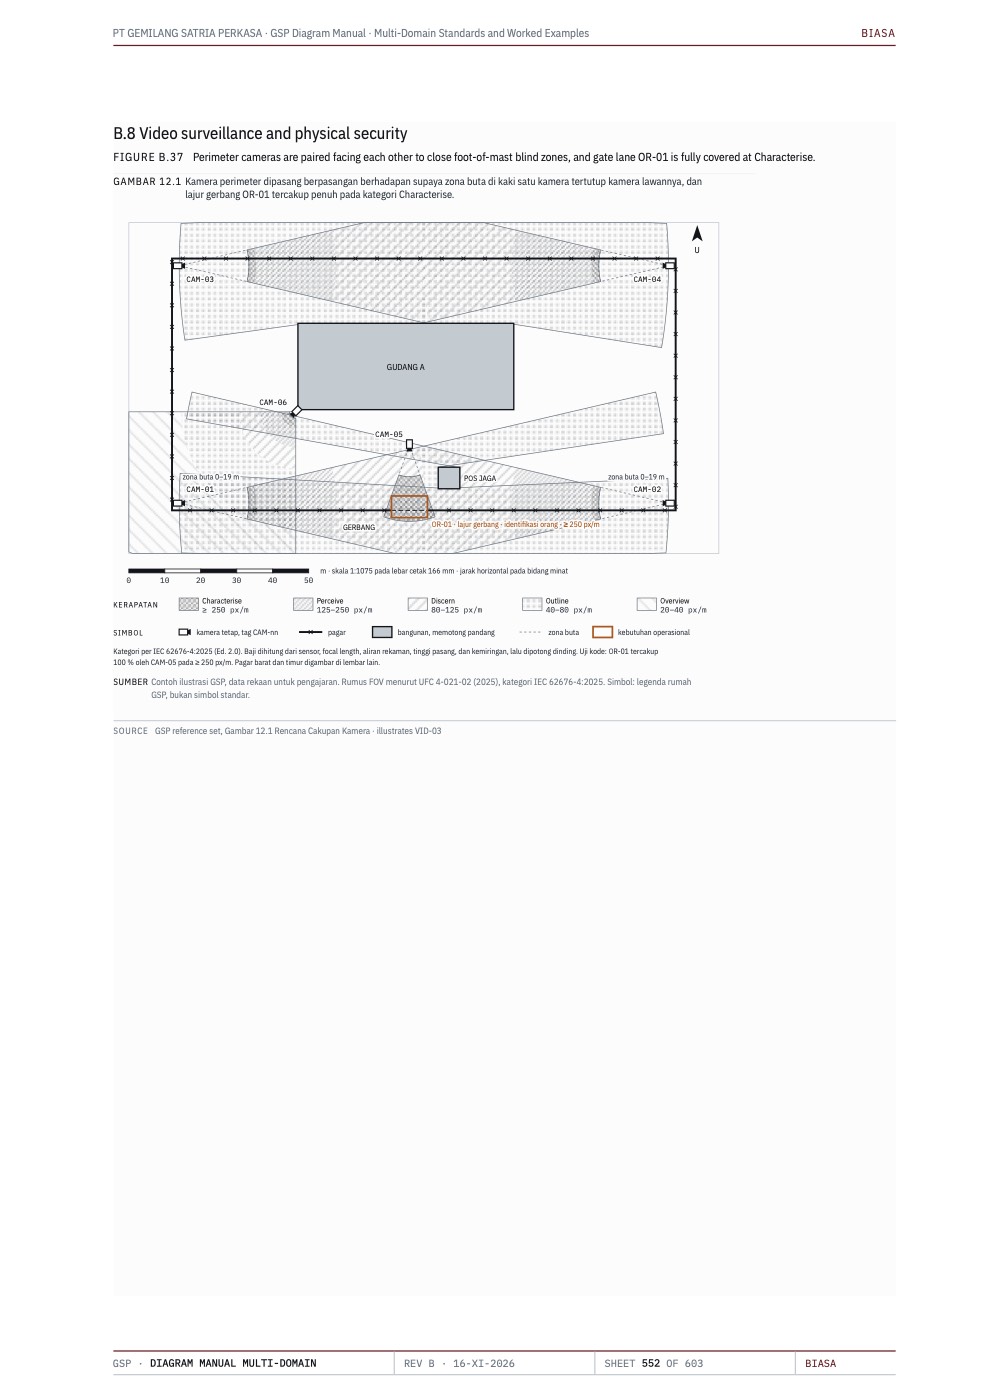 PT GEMILANG SATRIA PERKASA · GSP Diagram Manual · Multi-Domain Standards and Worked Examples BIASA
B.8 Video surveillance and physical security
FIGURE B.37 Perimeter cameras are paired facing each other to close foot-of-mast blind zones, and gate lane OR-01 is fully covered at Characterise.
GAMBAR 12.1 Kamera perimeter dipasang berpasangan berhadapan supaya zona buta di kaki satu kamera tertutup kamera lawannya, dan
lajur gerbang OR-01 tercakup penuh pada kategori Characterise.
U
CAM-03
CAM-04
GUDANG A
CAM-06
CAM-05
zona buta 0–19 m
POS JAGA
zona buta 0–19 m
CAM-01
CAM-02
GERBANG
OR-01 · lajur gerbang · identifikasi orang · ≥ 250 px/m
m · skala 1:1075 pada lebar cetak 166 mm · jarak horizontal pada bidang minat
0 10 20 30 40 50
KERAPATAN
Characterise
≥ 250 px/m
Perceive
125–250 px/m
Discern
80–125 px/m
Outline
40–80 px/m
Overview
20–40 px/m
SIMBOL kamera tetap, tag CAM-nn pagar bangunan, memotong pandang zona buta kebutuhan operasional
Kategori per IEC 62676-4:2025 (Ed. 2.0). Baji dihitung dari sensor, focal length, aliran rekaman, tinggi pasang, dan kemiringan, lalu dipotong dinding. Uji kode: OR-01 tercakup
100 % oleh CAM-05 pada ≥ 250 px/m. Pagar barat dan timur digambar di lembar lain.
SUMBER Contoh ilustrasi GSP, data rekaan untuk pengajaran. Rumus FOV menurut UFC 4-021-02 (2025), kategori IEC 62676-4:2025. Simbol: legenda rumah
GSP, bukan simbol standar.
SOURCE GSP reference set, Gambar 12.1 Rencana Cakupan Kamera · illustrates VID-03
GSP · DIAGRAM MANUAL MULTI-DOMAIN REV B · 16-XI-2026 SHEET 552 OF 603 BIASA